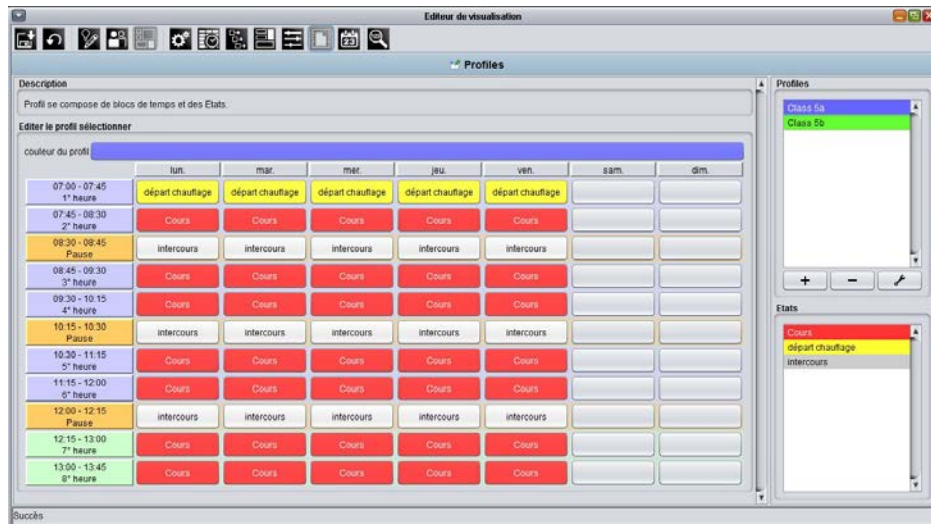 Editeur de visualisation
23
Profiles
Description
Profil se compose de blocs de temps et des Etats.
Editer le profil sélectionner
couleur du profil
lun. mar. mer. jeu. ven. sam. dim.
07:00 - 07:45
1° heure
départ chauffage départ chauffage départ chauffage départ chauffage départ chauffage
07:45 - 08:30
2° heure
Cours Cours Cours Cours Cours
08:30 - 08:45
Pause
intercours intercours intercours intercours intercours
08:45 - 09:30
3° heure
Cours Cours Cours Cours Cours
09:30 - 10:15
4° heure
Cours Cours Cours Cours Cours
10:15 - 10:30
Pause
intercours intercours intercours intercours intercours
10:30 - 11:15
5° heure
Cours Cours Cours Cours Cours
11:15 - 12:00
6° heure
Cours Cours Cours Cours Cours
12:00 - 12:15
Pause
intercours intercours intercours intercours intercours
12:15 - 13:00
7° heure
Cours Cours Cours Cours Cours
13:00 - 13:45
8° heure
Cours Cours Cours Cours Cours
Profiles
Class 5a
Class 5b
+ −
Etats
Cours
départ chauffage
intercours
Succès